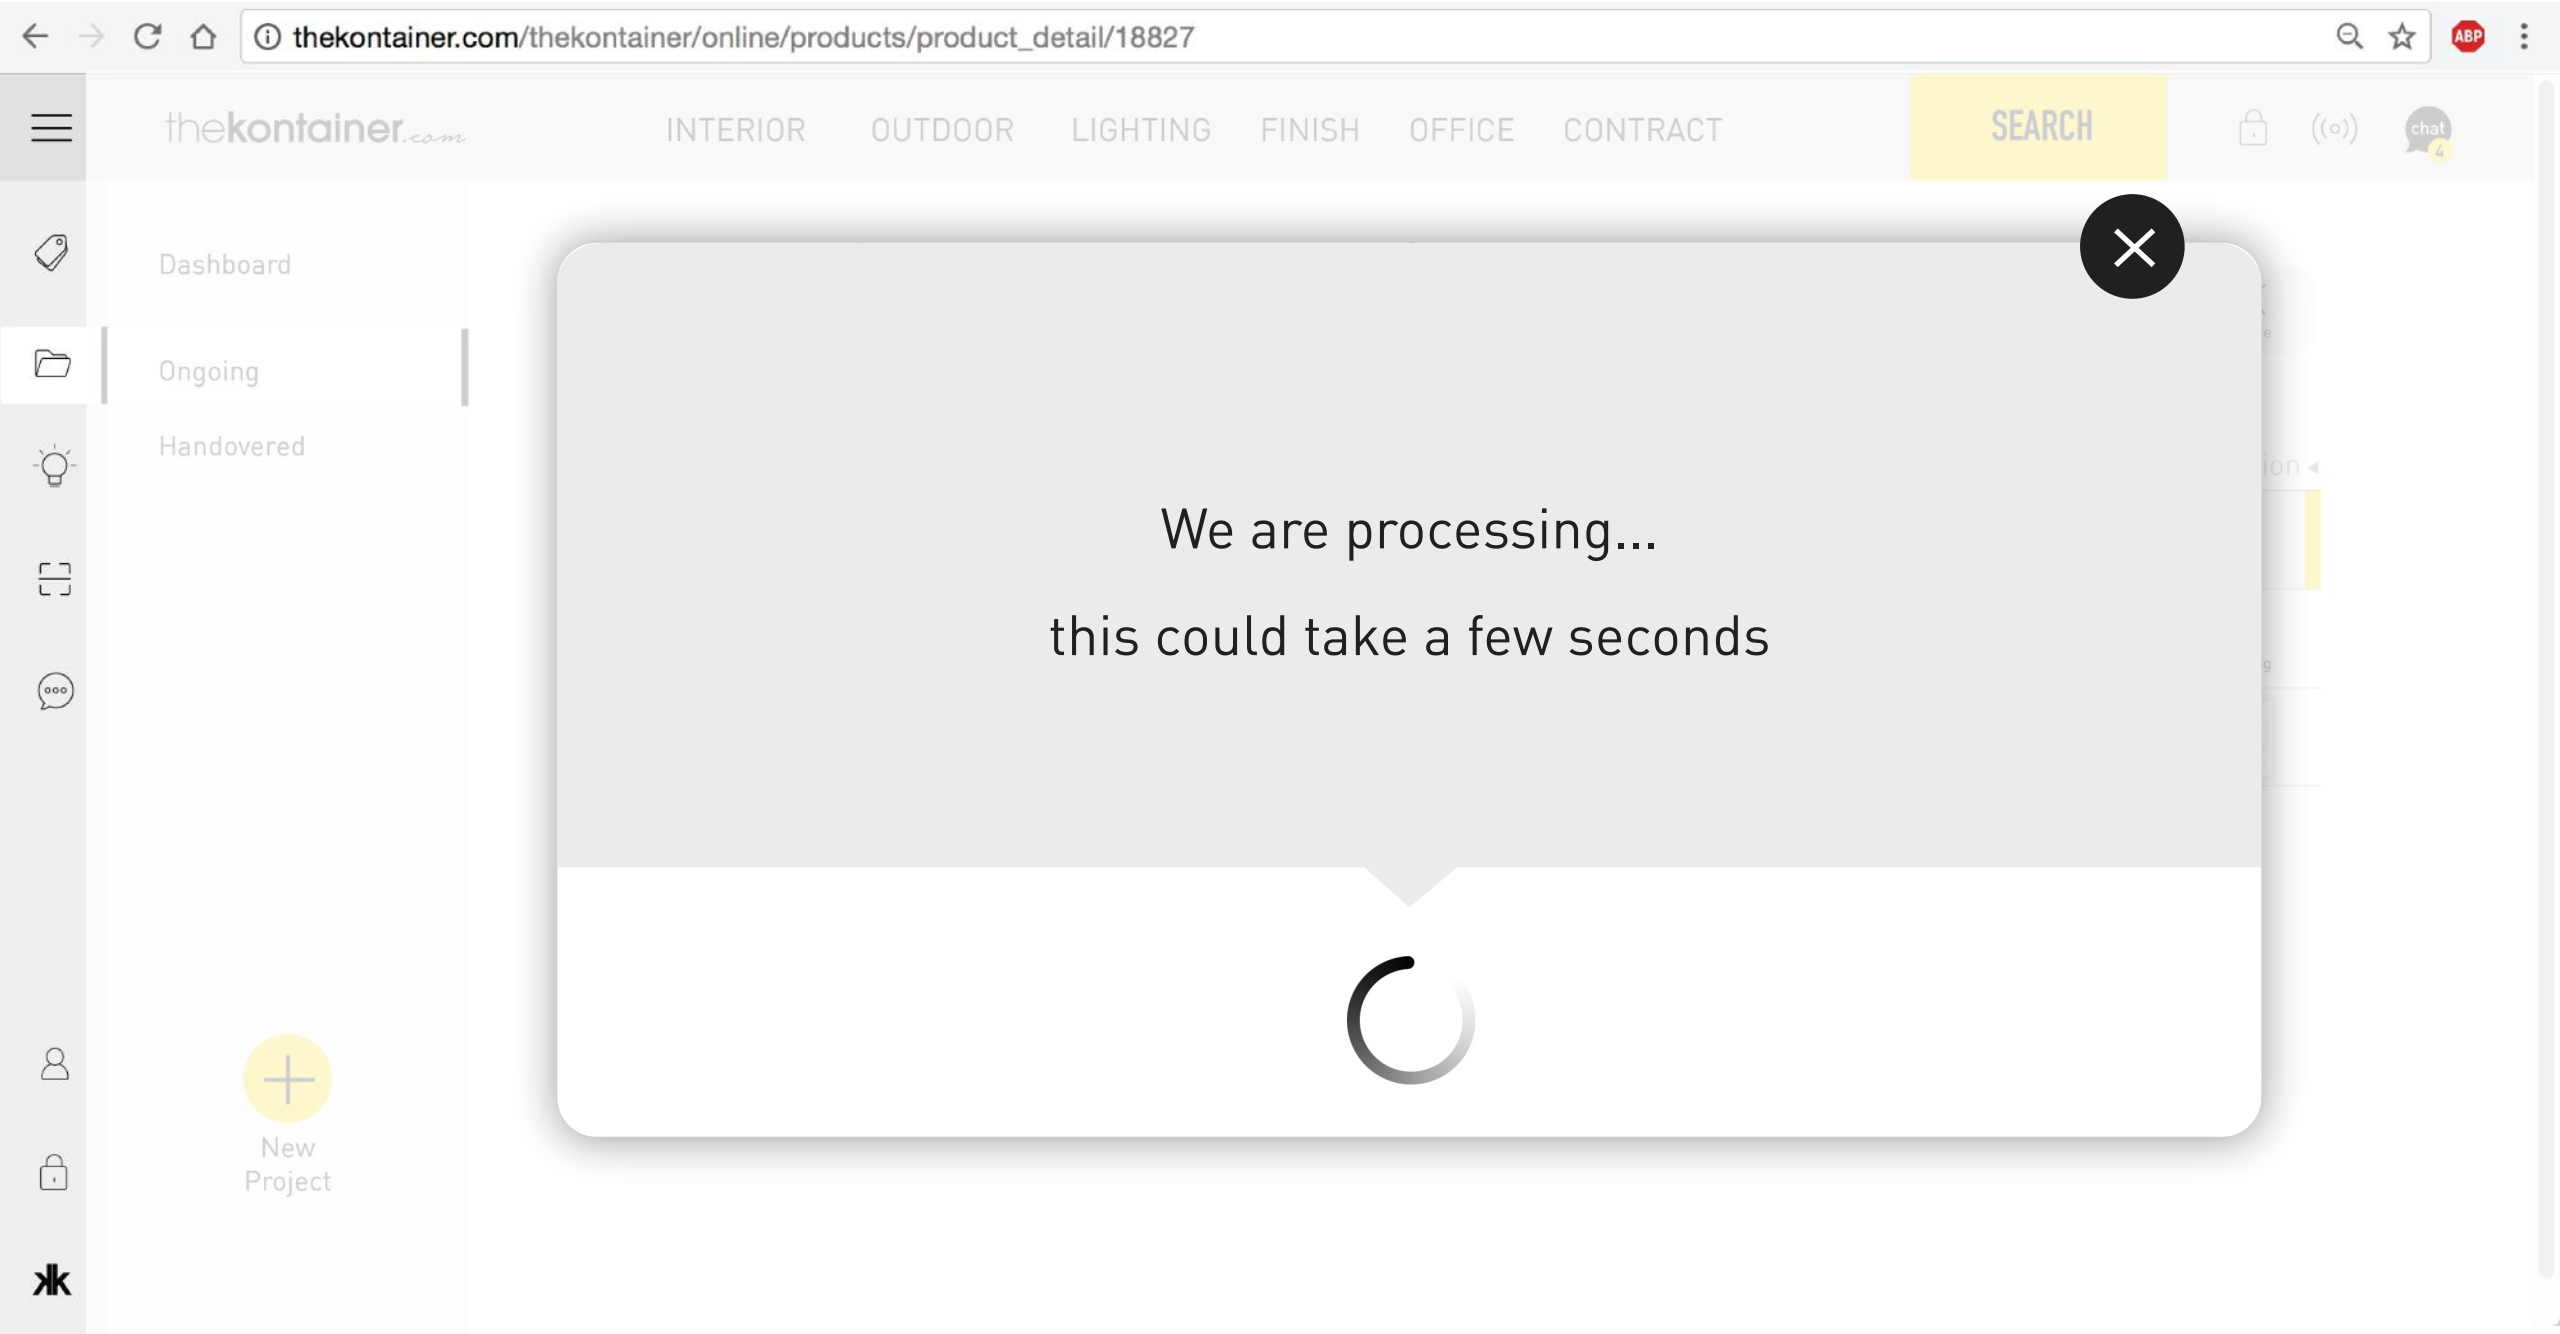 thekontainer.com/thekontainer/online/products/product_detail/18827
ABP
thekontainer.com
INTERIOR OUTDOOR LIGHTING FINISH OFFICE CONTRACT
SEARCH
chat
4
Dashboard
Ongoing
Handovered
We are processing...
this could take a few seconds
New
Project